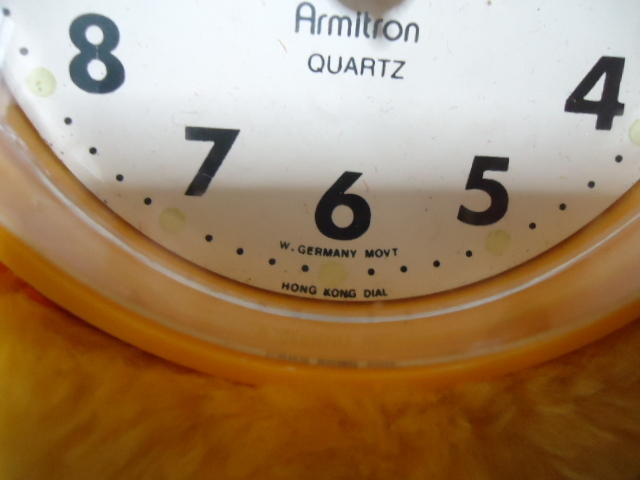 Armitron
QUARTZ
8
4
7
5
6
W. GERMANY MOVT
HONG KONG DIAL